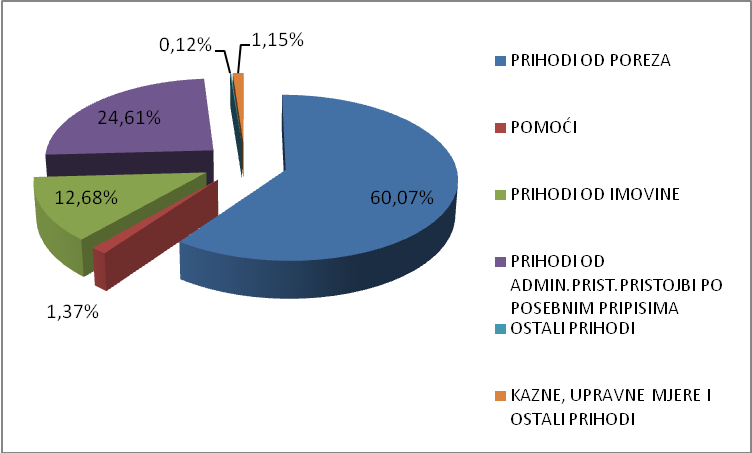 0,12%
1,15%
24,61%
12,68%
60,07%
1,37%
PRIHODI OD POREZA
POMOĆI
PRIHODI OD IMOVINE
PRIHODI OD
ADMIN.PRIST.PRISTOJBI PO
POSEBNIM PRIPISIMA
OSTALI PRIHODI
KAZNE, UPRAVNE MJERE I
OSTALI PRIHODI